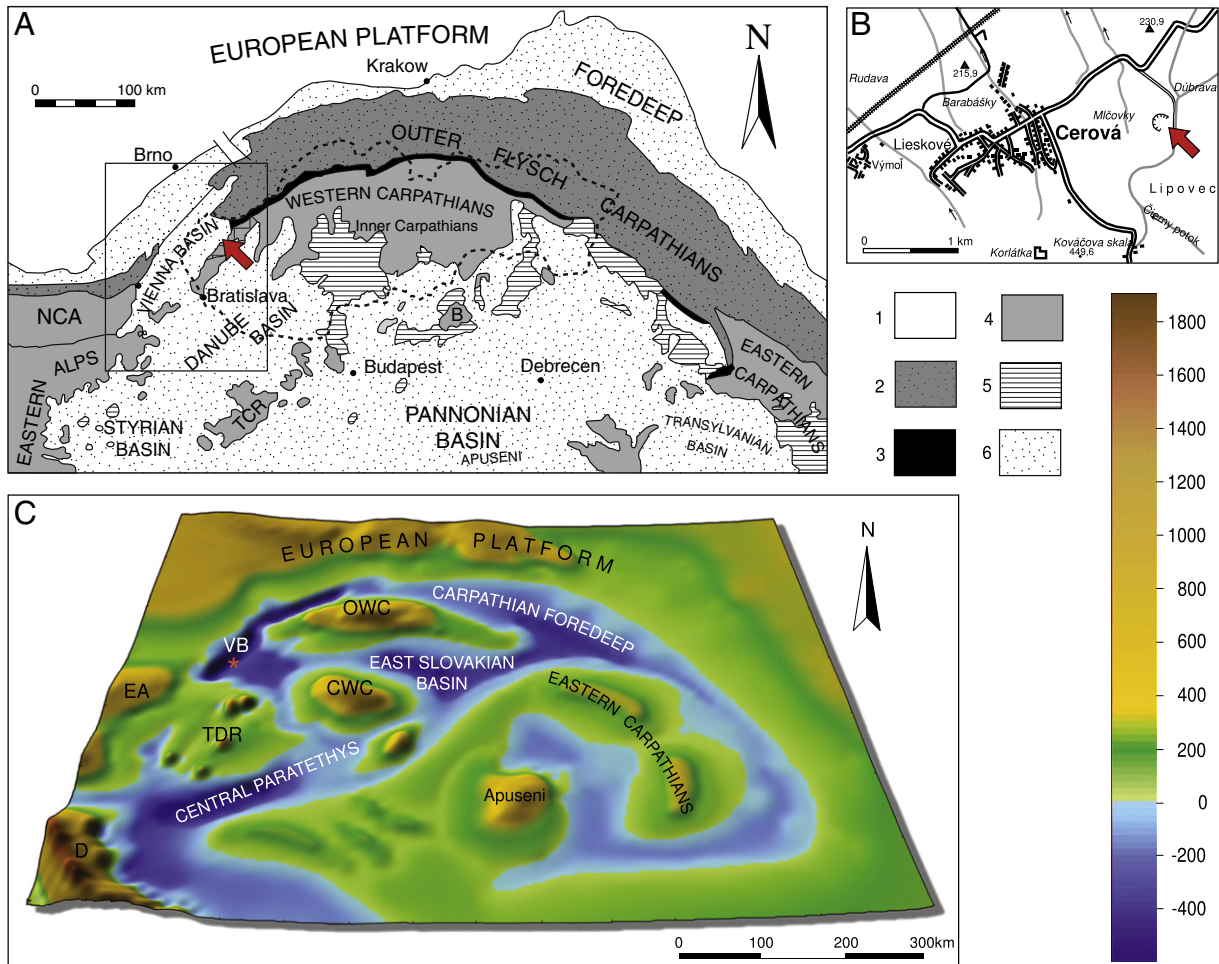 A
EUROPEAN PLATFORM
N
Krakow
FOREDEEP
0
100 km
OUTER
FLYSCH
CARPATHIANS
Brno
WESTERN CARPATHIANS
Inner Carpathians
VIENNA BASIN
Bratislava
NCA
DANUBE
BASIN
B
ALPS
EASTERN
Budapest
Debrecen
EASTERN
CARPATHIANS
TCR
STYRIAN
BASIN
PANNONIAN
BASIN
APUSENI
TRANSYLVANIAN
BASIN
B
230,9
215,9
Rudava
Barabášky
Dúbrava
Mlčovky
Cerová
Lieskové
Výmoľ
Lipovec
Čierny potok
0
1 km
Korlátka
Kováčova skala
449,6
1
4
2
5
3
6
1800
1600
1400
1200
1000
800
600
400
200
0
-200
-400
C
EUROPEAN PLATFORM
N
OWC
CARPATHIAN FOREDEEP
VB
*
EAST SLOVAKIAN
BASIN
EA
CWC
EASTERN CARPATHIANS
TDR
CENTRAL PARATETHYS
Apuseni
D
0
100
200
300km